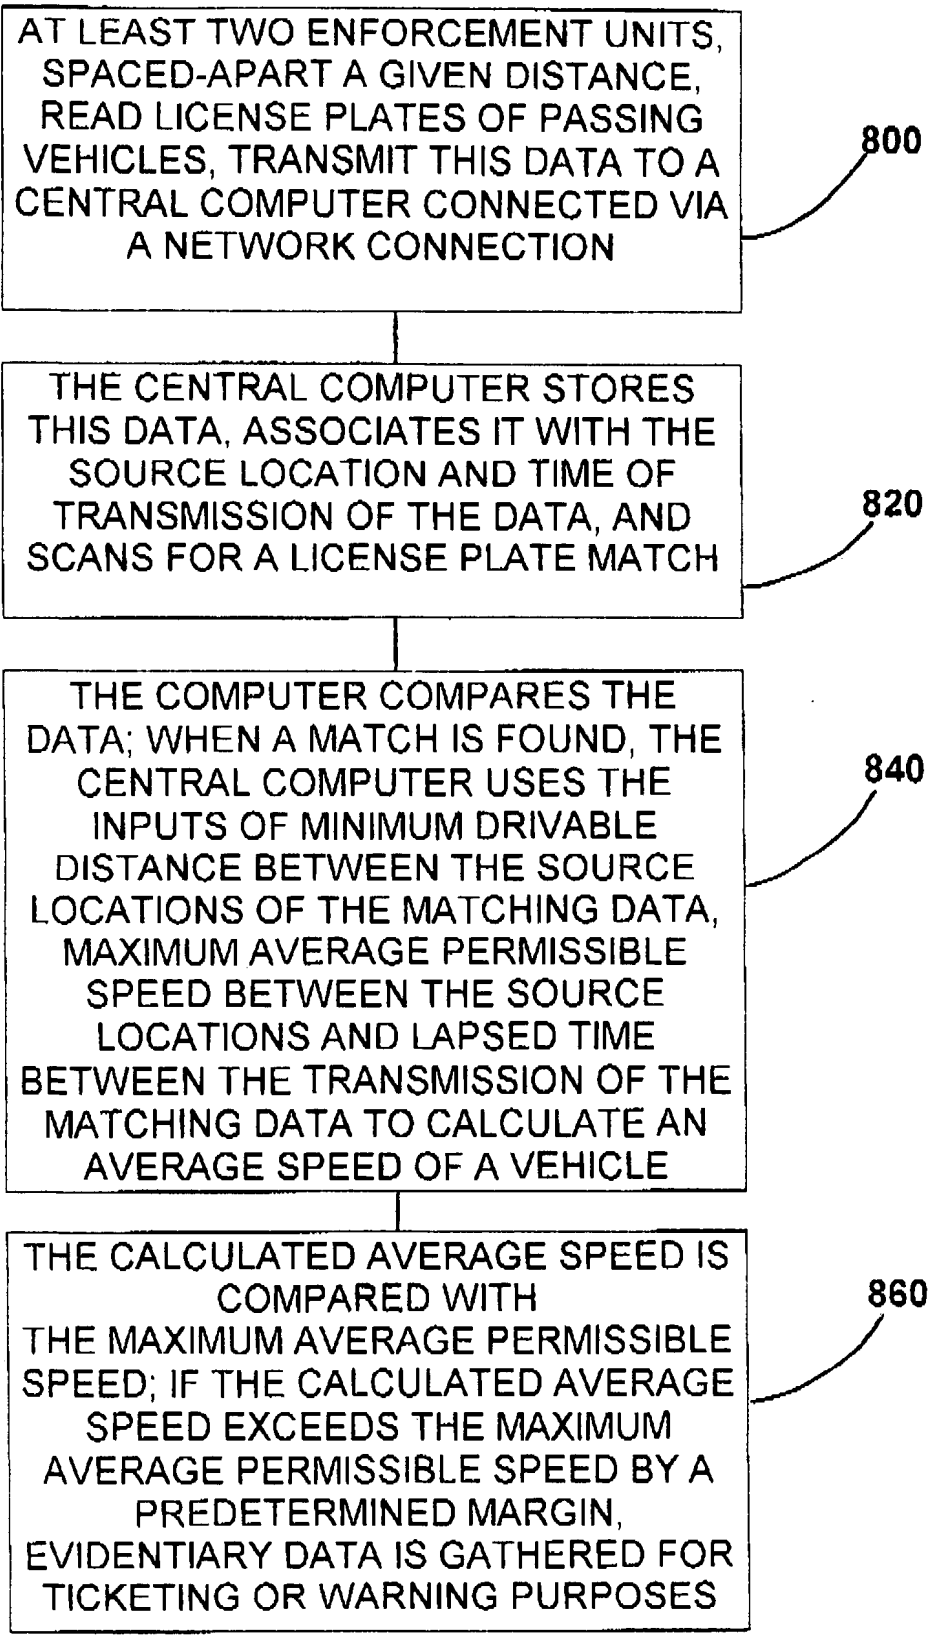 AT LEAST TWO ENFORCEMENT UNITS,
SPACED-APART A GIVEN DISTANCE,
READ LICENSE PLATES OF PASSING
VEHICLES, TRANSMIT THIS DATA TO A
CENTRAL COMPUTER CONNECTED VIA
A NETWORK CONNECTION
800
THE CENTRAL COMPUTER STORES
THIS DATA, ASSOCIATES IT WITH THE
SOURCE LOCATION AND TIME OF
TRANSMISSION OF THE DATA, AND
SCANS FOR A LICENSE PLATE MATCH
820
THE COMPUTER COMPARES THE
DATA; WHEN A MATCH IS FOUND, THE
CENTRAL COMPUTER USES THE
INPUTS OF MINIMUM DRIVABLE
DISTANCE BETWEEN THE SOURCE
LOCATIONS OF THE MATCHING DATA,
MAXIMUM AVERAGE PERMISSIBLE
SPEED BETWEEN THE SOURCE
LOCATIONS AND LAPSED TIME
BETWEEN THE TRANSMISSION OF THE
MATCHING DATA TO CALCULATE AN
AVERAGE SPEED OF A VEHICLE
840
THE CALCULATED AVERAGE SPEED IS
COMPARED WITH
THE MAXIMUM AVERAGE PERMISSIBLE
SPEED; IF THE CALCULATED AVERAGE
SPEED EXCEEDS THE MAXIMUM
AVERAGE PERMISSIBLE SPEED BY A
PREDETERMINED MARGIN,
EVIDENTIARY DATA IS GATHERED FOR
TICKETING OR WARNING PURPOSES
860